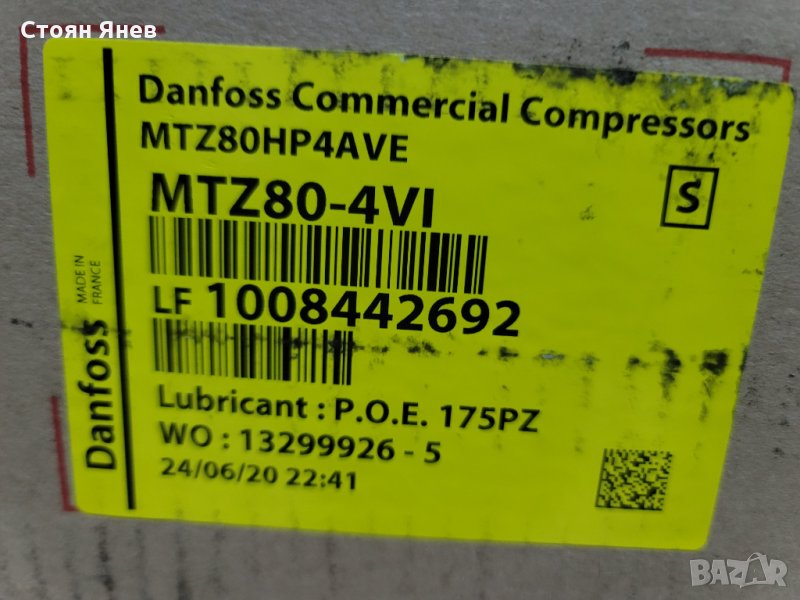 Стоян Янев
Danfoss Commercial Compressors
MTZ80HP4AVE
MTZ80-4VI
S
LF 1008442692
Lubricant : P.O.E. 175PZ
WO : 13299926 - 5
24/06/20 22:41
Danfoss
MADE IN
FRANCE
BAZAR